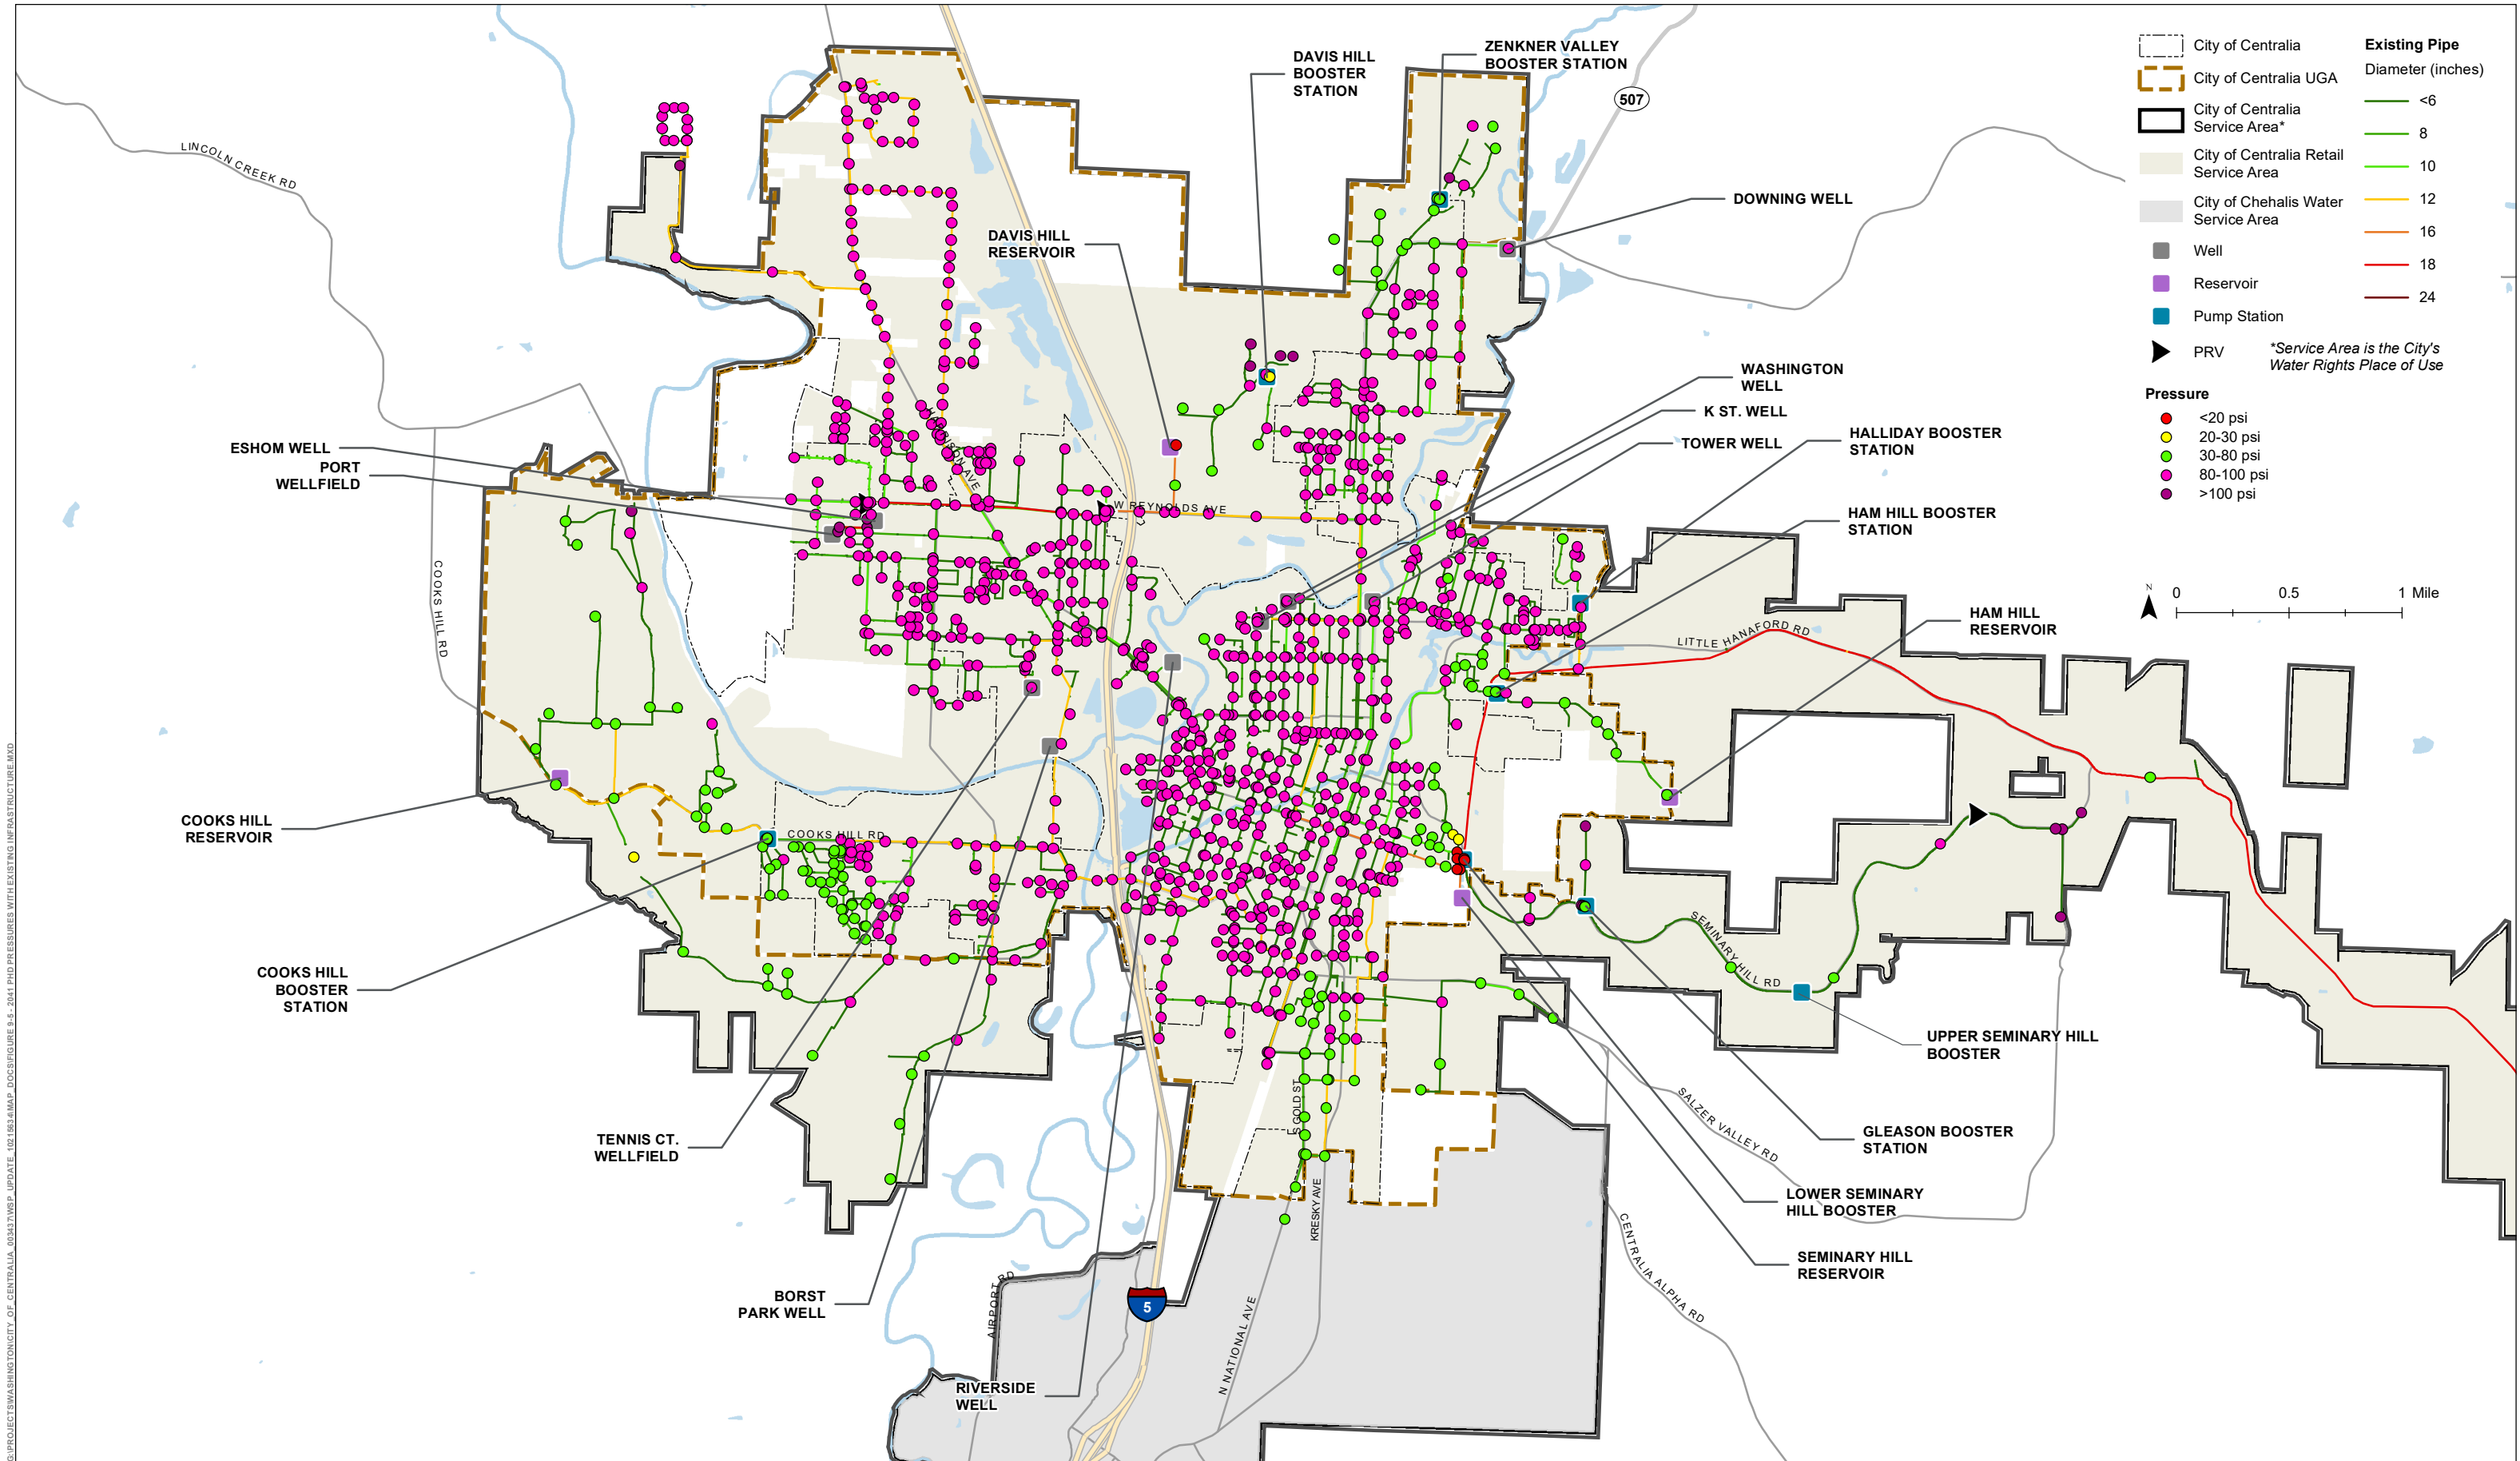 LINCOLN CREEK RD
DAVIS HILL
BOOSTER
STATION
ZENKNER VALLEY
BOOSTER STATION
507
DOWNING WELL
DAVIS HILL
RESERVOIR
WASHINGTON
WELL
K ST. WELL
TOWER WELL
HALLIDAY BOOSTER
STATION
HAM HILL BOOSTER
STATION
HAM HILL
RESERVOIR
ESHOM WELL
PORT
WELLFIELD
HARRISON AVE
W REYNOLDS AVE
COOKS HILL RD
LITTLE HANAFORD RD
COOKS HILL
RESERVOIR
COOKS HILL RD
COOKS HILL
BOOSTER
STATION
SEMINARY HILL RD
UPPER SEMINARY HILL
BOOSTER
TENNIS CT.
WELLFIELD
S GOLD ST
SALZER VALLEY RD
GLEASON BOOSTER
STATION
LOWER SEMINARY
HILL BOOSTER
SEMINARY HILL
RESERVOIR
KRESKY AVE
CENTRALIA ALPHA RD
BORST
PARK WELL
AIRPORT RD
5
N NATIONAL AVE
RIVERSIDE
WELL
City of Centralia
City of Centralia UGA
City of Centralia
Service Area*
City of Centralia Retail
Service Area
City of Chehalis Water
Service Area
Well
Reservoir
Pump Station
PRV
Existing Pipe
Diameter (inches)
<6
8
10
12
16
18
24
*Service Area is the City's
Water Rights Place of Use
Pressure
<20 psi
20-30 psi
30-80 psi
80-100 psi
>100 psi
N
0 0.5 1 Mile